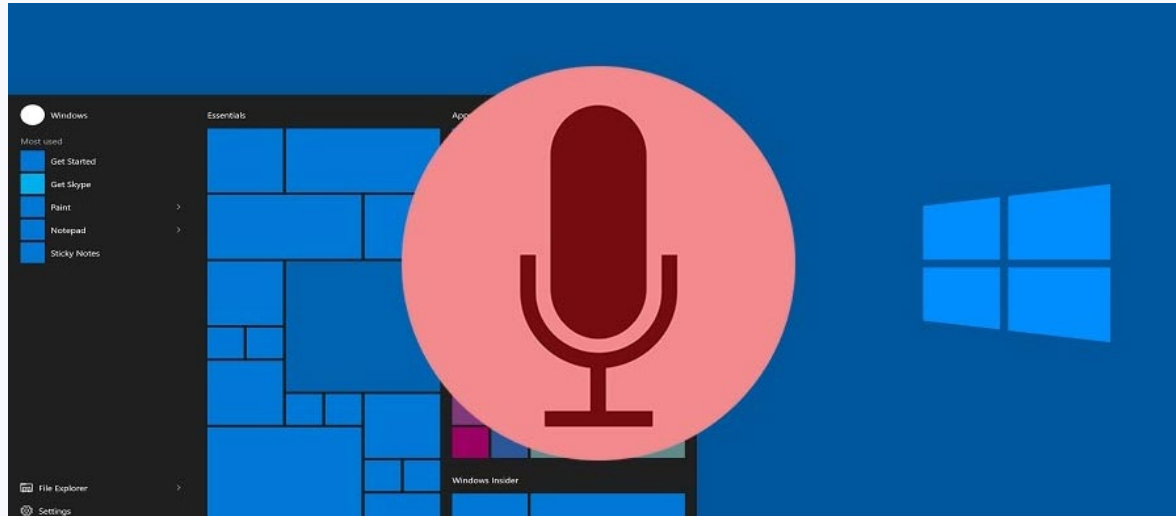 Windows
Most used
Get Started
Get Skype
Paint
Notepad
Sticky Notes
File Explorer
Settings
Essentials
Windows Insider